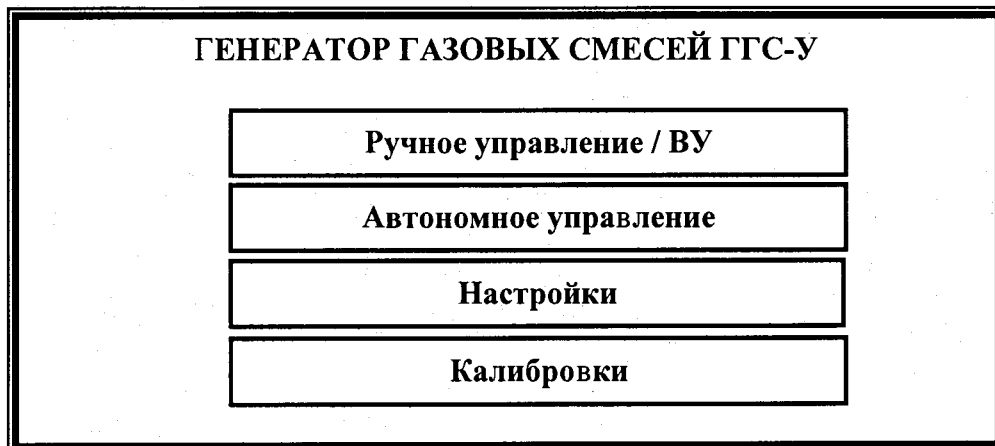 ГЕНЕРАТОР ГАЗОВЫХ СМЕСЕЙ ГГС-У
Ручное управление / ВУ
Автономное управление
Настройки
Калибровки